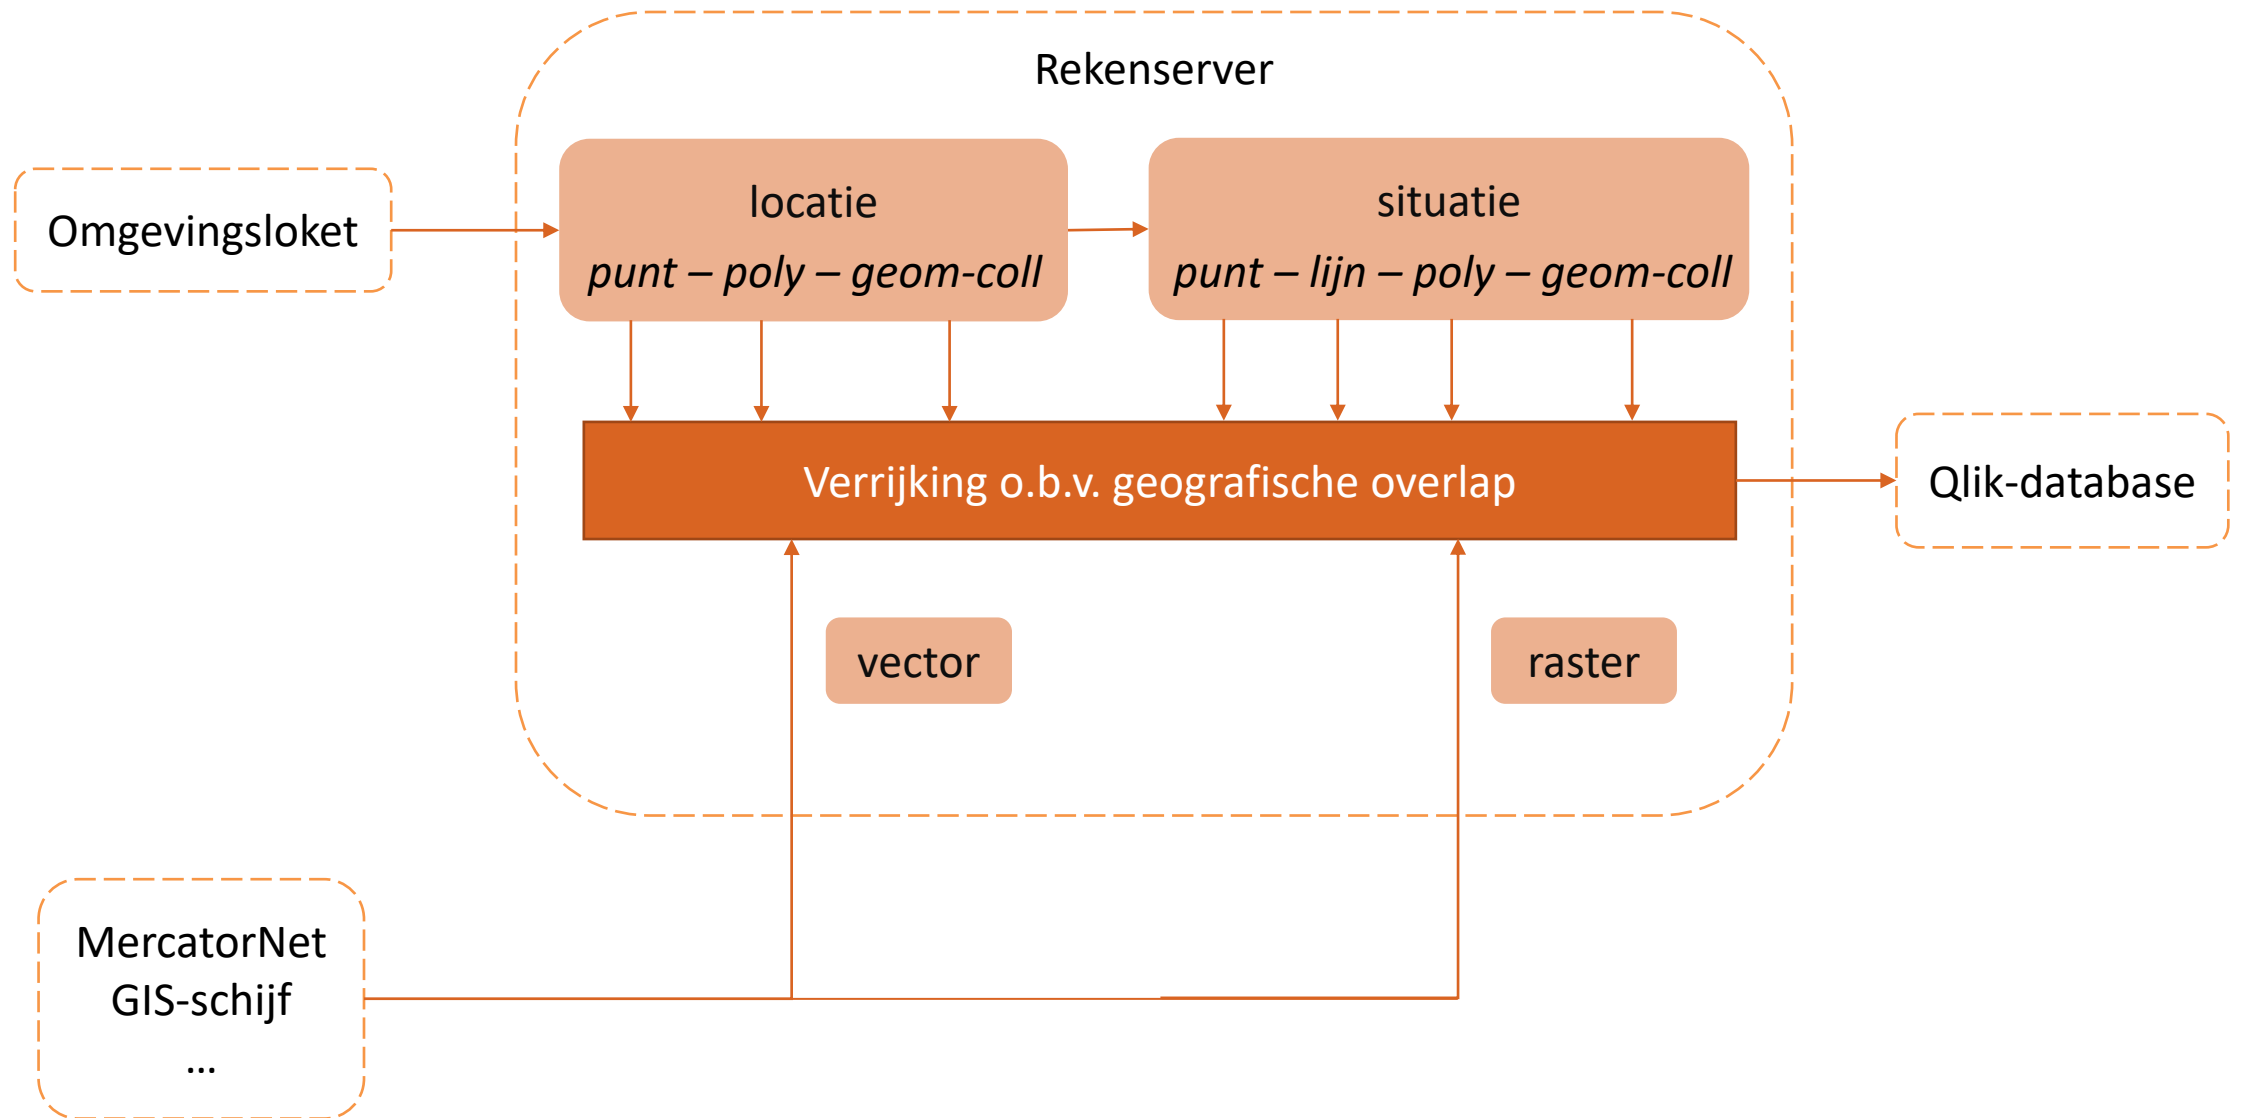 Rekenserver
Omgevingsloket
locatie
punt – poly – geom-coll
situatie
punt – lijn – poly – geom-coll
Verrijking o.b.v. geografische overlap
Qlik-database
vector
raster
MercatorNet
GIS-schijf
...